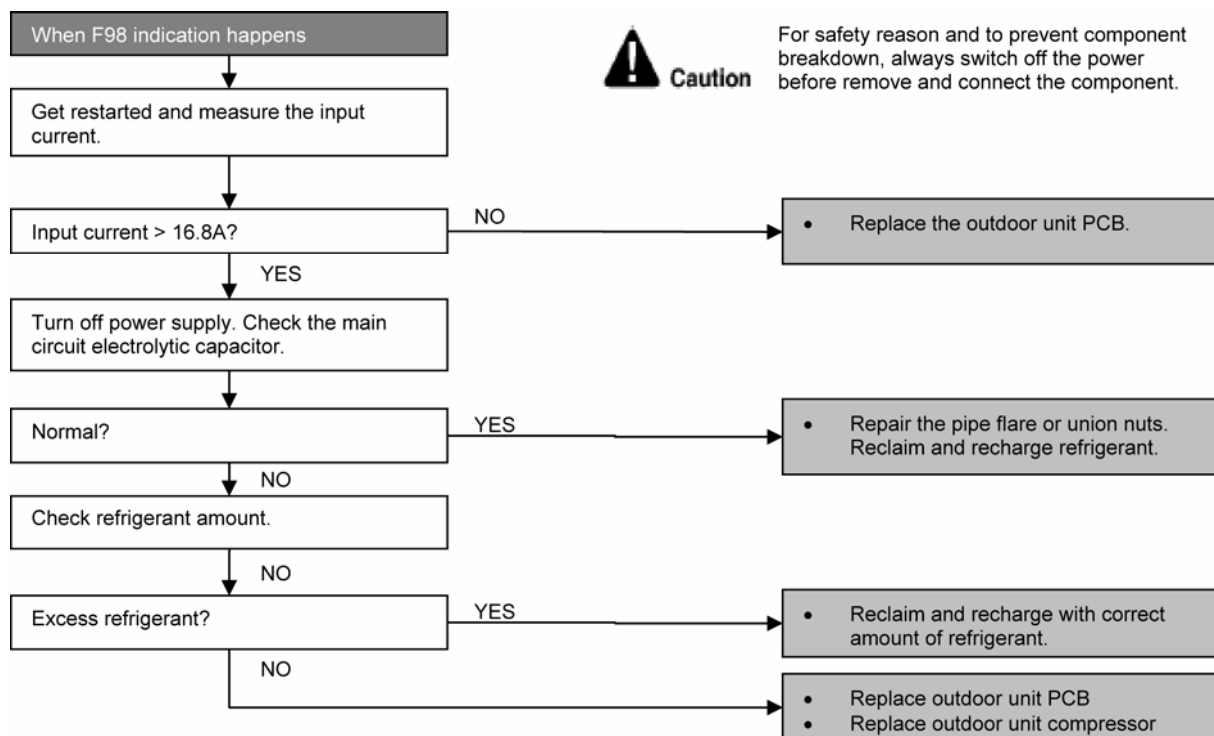 When F98 indication happens
Caution
For safety reason and to prevent component
breakdown, always switch off the power
before remove and connect the component.
Get restarted and measure the input
current.
Input current > 16.8A?
NO
• Replace the outdoor unit PCB.
YES
Turn off power supply. Check the main
circuit electrolytic capacitor.
Normal?
YES
• Repair the pipe flare or union nuts.
Reclaim and recharge refrigerant.
NO
Check refrigerant amount.
NO
Excess refrigerant?
YES
• Reclaim and recharge with correct
amount of refrigerant.
NO
• Replace outdoor unit PCB
• Replace outdoor unit compressor